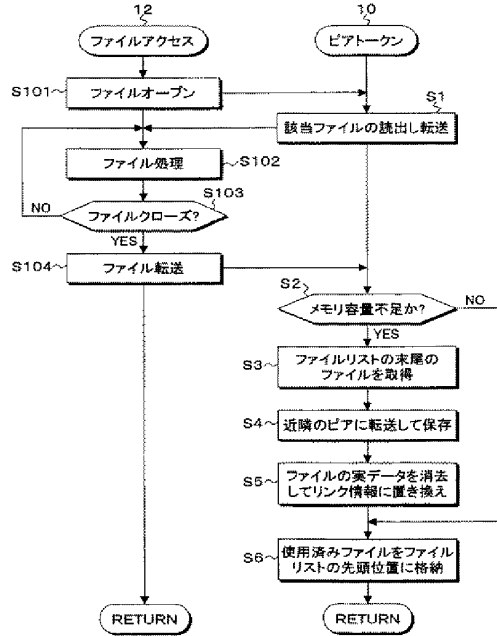 12
10
ファイルアクセス
ピアトークン
S101
ファイルオープン
S1
該当ファイルの読出し転送
ファイル処理
S102
S103
NO
ファイルクローズ?
YES
S104
ファイル転送
S2
メモリ容量不足か?
NO
YES
S3
ファイルリストの末尾の
ファイルを取得
S4
近隣のピアに転送して保存
S5
ファイルの実データを消去
してリンク情報に置き換え
S6
使用済みファイルをファイル
リストの先頭位置に格納
RETURN
RETURN